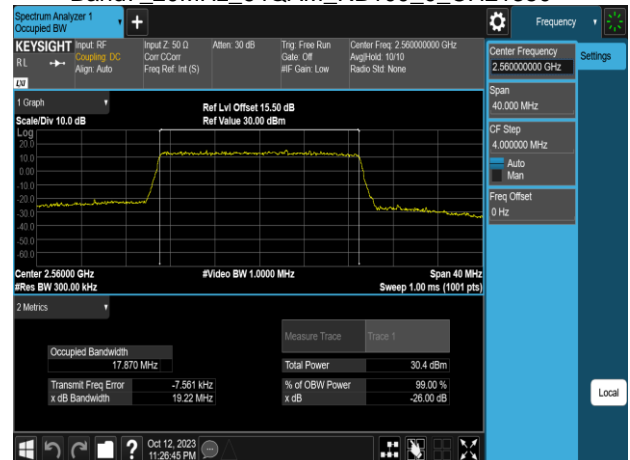 Spectrum Analyzer 1
Occupied BW
Frequency
KEYSIGHT
RL
LXI
Input: RF
Coupling: DC
Align: Auto
Input Z: 50 Ω
Corr CCorr
Freq Ref: Int (S)
Atten: 30 dB
Trig: Free Run
Gate: Off
#IF Gain: Low
Center Freq: 2.560000000 GHz
Avg|Hold: 10/10
Radio Std: None
Center Frequency
2.560000000 GHz
Settings
Span
40.000 MHz
CF Step
4.000000 MHz
Auto
Man
Freq Offset
0 Hz
Local
1 Graph
Scale/Div 10.0 dB
Ref Lvl Offset 15.50 dB
Ref Value 30.00 dBm
Log
20.0
10.0
0.00
-10.0
-20.0
-30.0
-40.0
-50.0
-60.0
Center 2.56000 GHz
#Video BW 1.0000 MHz
Span 40 MHz
#Res BW 300.00 kHz
Sweep 1.00 ms (1001 pts)
2 Metrics
Measure Trace
Trace 1
Occupied Bandwidth
17.870 MHz
Total Power
30.4 dBm
Transmit Freq Error
-7.561 kHz
% of OBW Power
99.00 %
x dB Bandwidth
19.22 MHz
x dB
-26.00 dB
?
Oct 12, 2023
11:26:45 PM